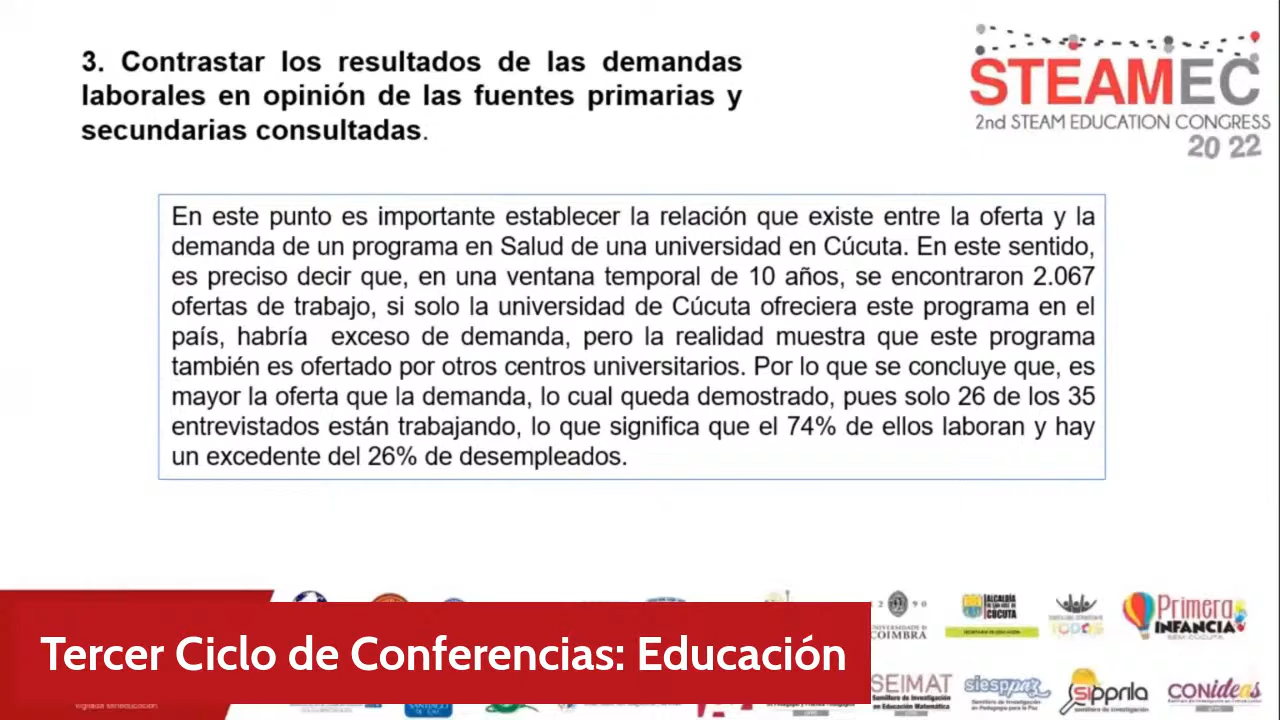 3. Contrastar los resultados de las demandas
laborales en opinión de las fuentes primarias y
secundarias consultadas.
STEAMEC
2nd STEAM EDUCATION CONGRESS
20 22
En este punto es importante establecer la relación que existe entre la oferta y la
demanda de un programa en Salud de una universidad en Cúcuta. En este sentido,
es preciso decir que, en una ventana temporal de 10 años, se encontraron 2.067
ofertas de trabajo, si solo la universidad de Cúcuta ofreciera este programa en el
país, habría exceso de demanda, pero la realidad muestra que este programa
también es ofertado por otros centros universitarios. Por lo que se concluye que, es
mayor la oferta que la demanda, lo cual queda demostrado, pues solo 26 de los 35
entrevistados están trabajando, lo que significa que el 74% de ellos laboran y hay
un excedente del 26% de desempleados.
Tercer Ciclo de Conferencias: Educación
COIMBRA
ALCALDÍA
CÚCUTA
Primera
INFANCIA
SEIMAT
Semillero de Investigación
en Educación Matemática
siesppaz
sipprila
CONideas